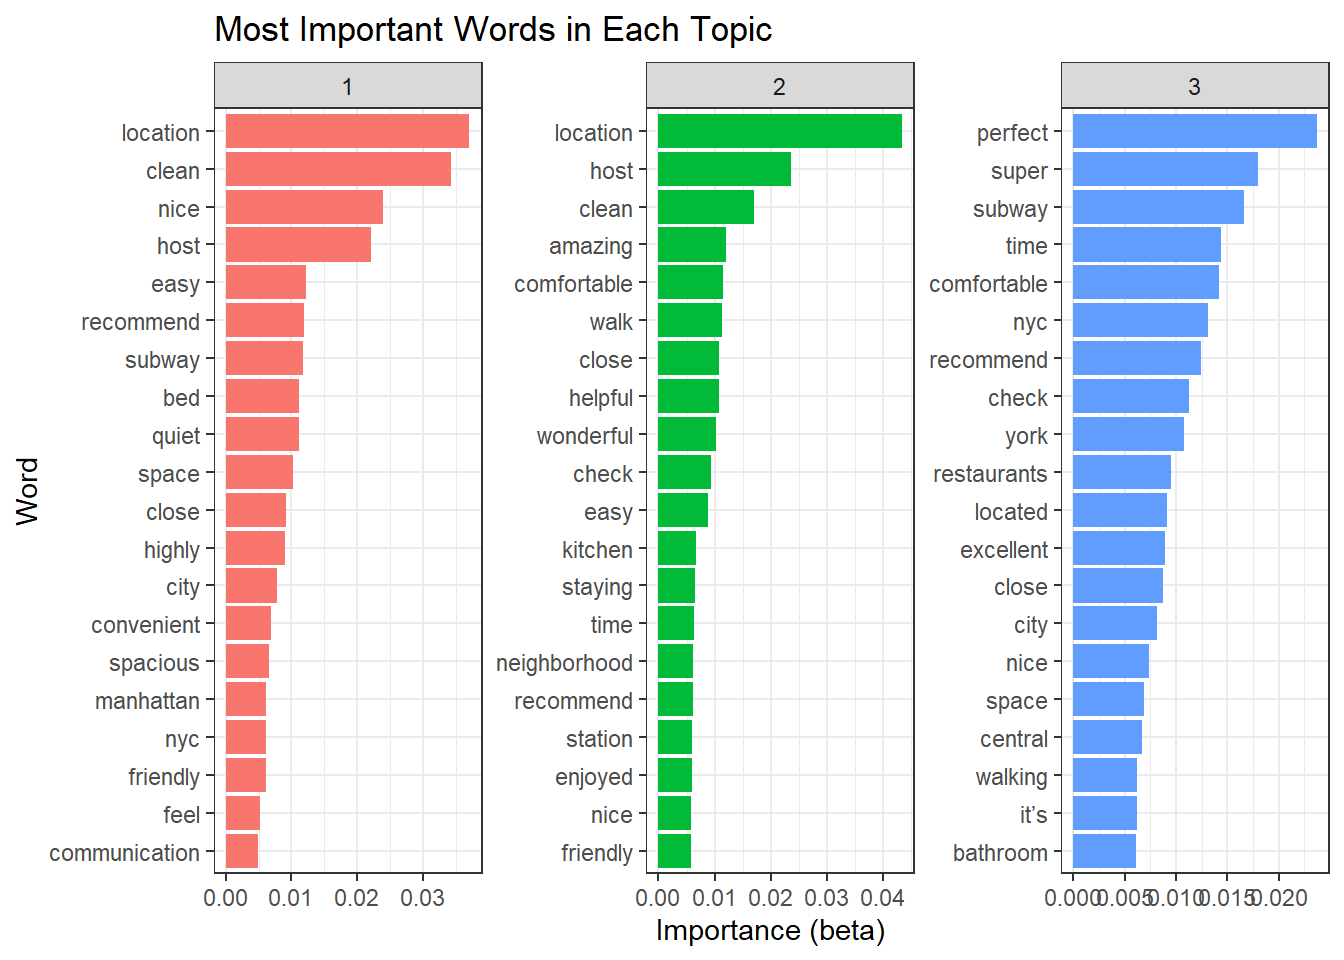 Most Important Words in Each Topic
1
location
clean
nice
host
easy
recommend
subway
bed
quiet
space
close
highly
city
convenient
spacious
manhattan
nyc
friendly
feel
communication
0.00 0.01 0.02 0.03
2
location
host
clean
amazing
comfortable
walk
close
helpful
wonderful
check
easy
kitchen
staying
time
neighborhood
recommend
station
enjoyed
nice
friendly
0.00 0.01 0.02 0.03 0.04
3
perfect
super
subway
time
comfortable
nyc
recommend
check
york
restaurants
located
excellent
close
city
nice
space
central
walking
it’s
bathroom
0.000 0.005 0.010 0.015 0.020
Word
Importance (beta)